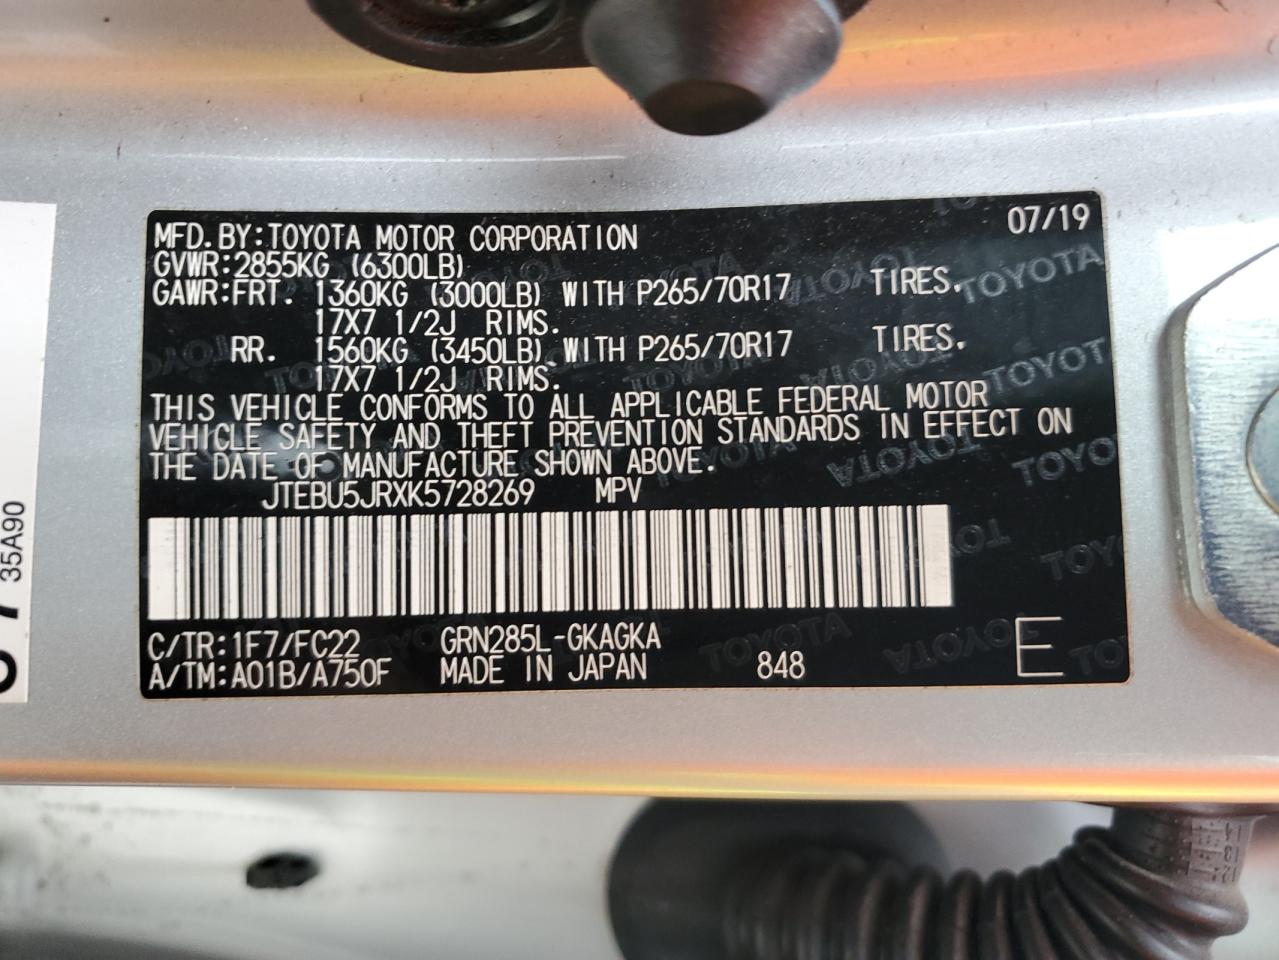 MFD.BY:TOYOTA MOTOR CORPORATION 07/19
GVWR:2855KG (6300LB)
GAWR:FRT. 1360KG (3000LB) WITH P265/70R17 TIRES.
17X7 1/2J RIMS.
RR. 1560KG (3450LB) WITH P265/70R17 TIRES.
17X7 1/2J RIMS.
THIS VEHICLE CONFORMS TO ALL APPLICABLE FEDERAL MOTOR
VEHICLE SAFETY AND THEFT PREVENTION STANDARDS IN EFFECT ON
THE DATE OF MANUFACTURE SHOWN ABOVE.
JTEBU5JRXK5728269 MPV
C/TR:1F7/FC22 GRN285L-GKAGKA
A/TM:A01B/A750F MADE IN JAPAN 848 E
35A90
TOYOTA